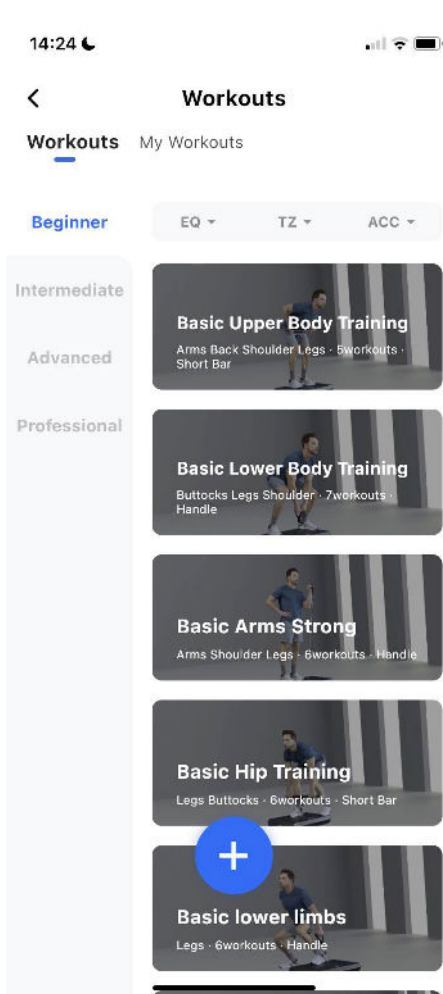 14:24
Workouts
Workouts My Workouts
Beginner
Intermediate
Advanced
Professional
EQ TZ ACC
Basic Upper Body Training
Arms Back Shoulder Legs · 5workouts ·
Short Bar
Basic Lower Body Training
Buttocks Legs Shoulder · 7workouts ·
Handle
Basic Arms Strong
Arms Shoulder Legs · 6workouts · Handle
Basic Hip Training
Legs Buttocks · 6workouts · Short Bar
Basic lower limbs
Legs · 6workouts · Handle